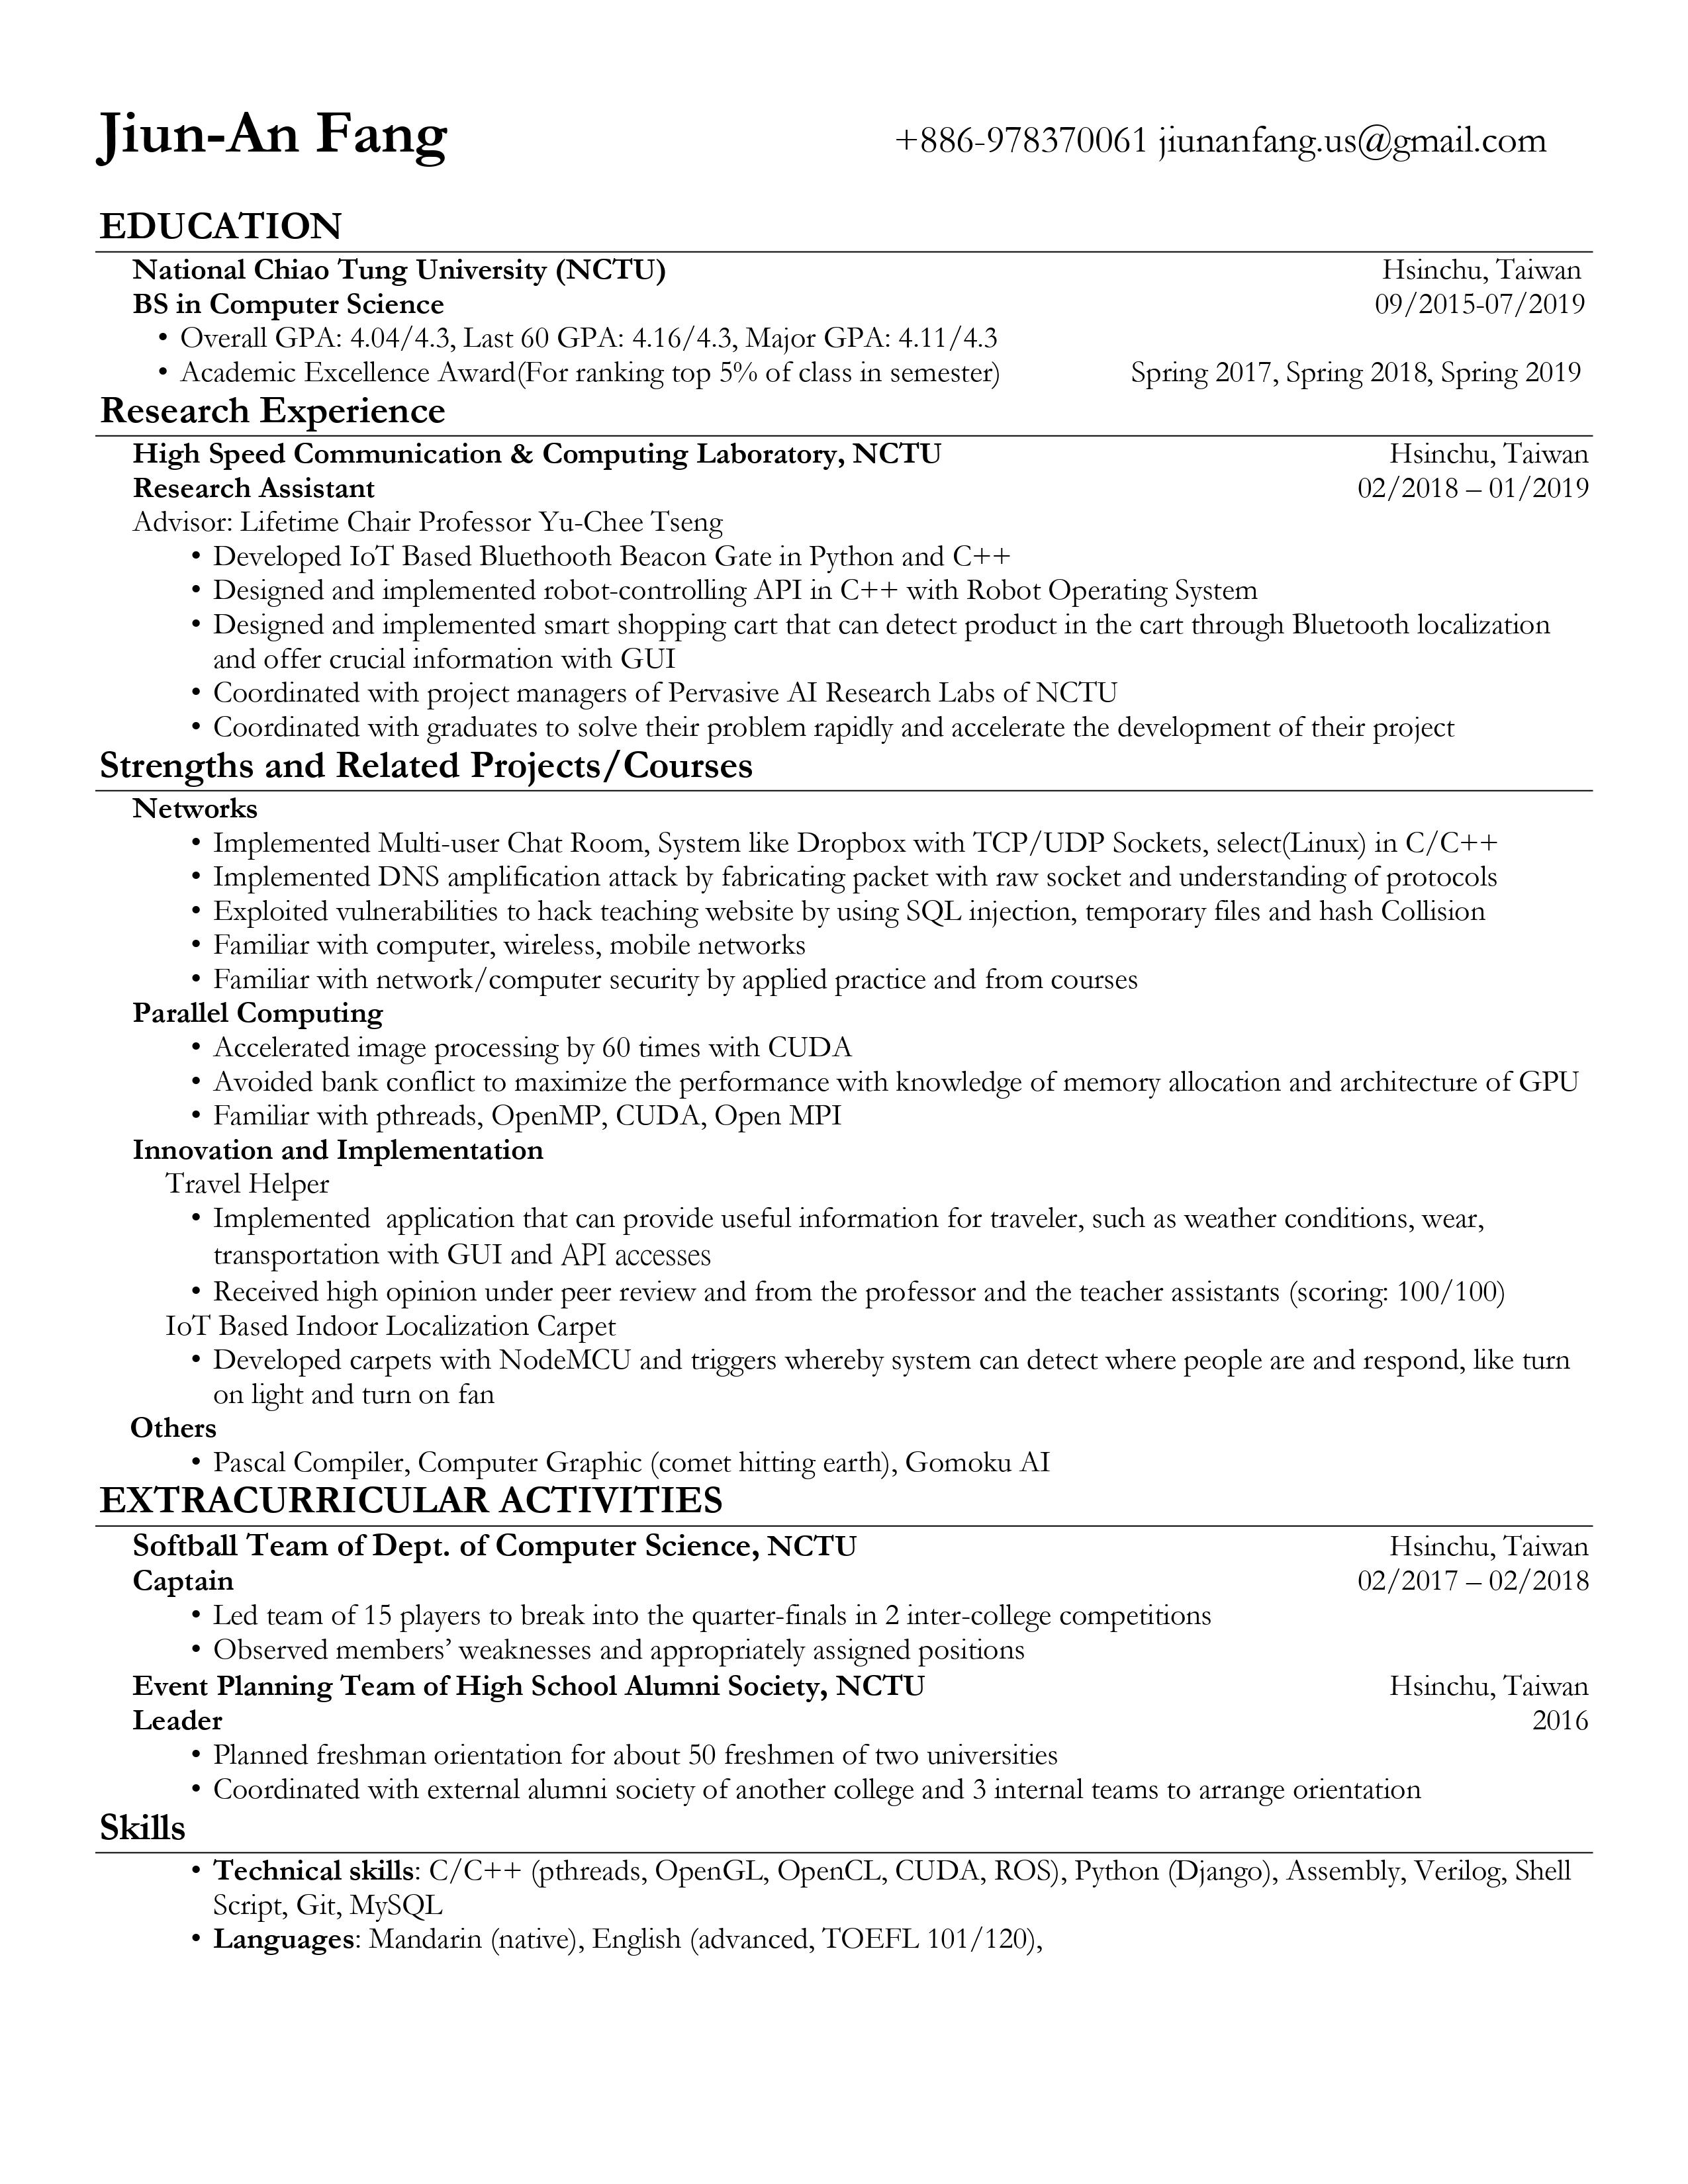 Jiun-An Fang +886-978370061 jiunanfang.us@gmail.com
EDUCATION
National Chiao Tung University (NCTU) Hsinchu, Taiwan
BS in Computer Science 09/2015-07/2019
• Overall GPA: 4.04/4.3, Last 60 GPA: 4.16/4.3, Major GPA: 4.11/4.3
• Academic Excellence Award(For ranking top 5% of class in semester) Spring 2017, Spring 2018, Spring 2019
Research Experience
High Speed Communication & Computing Laboratory, NCTU Hsinchu, Taiwan
Research Assistant 02/2018 – 01/2019
Advisor: Lifetime Chair Professor Yu-Chee Tseng
• Developed IoT Based Bluethooth Beacon Gate in Python and C++
• Designed and implemented robot-controlling API in C++ with Robot Operating System
• Designed and implemented smart shopping cart that can detect product in the cart through Bluetooth localization
and offer crucial information with GUI
• Coordinated with project managers of Pervasive AI Research Labs of NCTU
• Coordinated with graduates to solve their problem rapidly and accelerate the development of their project
Strengths and Related Projects/Courses
Networks
• Implemented Multi-user Chat Room, System like Dropbox with TCP/UDP Sockets, select(Linux) in C/C++
• Implemented DNS amplification attack by fabricating packet with raw socket and understanding of protocols
• Exploited vulnerabilities to hack teaching website by using SQL injection, temporary files and hash Collision
• Familiar with computer, wireless, mobile networks
• Familiar with network/computer security by applied practice and from courses
Parallel Computing
• Accelerated image processing by 60 times with CUDA
• Avoided bank conflict to maximize the performance with knowledge of memory allocation and architecture of GPU
• Familiar with pthreads, OpenMP, CUDA, Open MPI
Innovation and Implementation
Travel Helper
• Implemented  application that can provide useful information for traveler, such as weather conditions, wear,
transportation with GUI and API accesses
• Received high opinion under peer review and from the professor and the teacher assistants (scoring: 100/100)
IoT Based Indoor Localization Carpet
• Developed carpets with NodeMCU and triggers whereby system can detect where people are and respond, like turn
on light and turn on fan
Others
• Pascal Compiler, Computer Graphic (comet hitting earth), Gomoku AI
EXTRACURRICULAR ACTIVITIES
Softball Team of Dept. of Computer Science, NCTU Hsinchu, Taiwan
Captain 02/2017 – 02/2018
• Led team of 15 players to break into the quarter-finals in 2 inter-college competitions
• Observed members’ weaknesses and appropriately assigned positions
Event Planning Team of High School Alumni Society, NCTU Hsinchu, Taiwan
Leader 2016
• Planned freshman orientation for about 50 freshmen of two universities
• Coordinated with external alumni society of another college and 3 internal teams to arrange orientation
Skills
• Technical skills: C/C++ (pthreads, OpenGL, OpenCL, CUDA, ROS), Python (Django), Assembly, Verilog, Shell
Script, Git, MySQL
• Languages: Mandarin (native), English (advanced, TOEFL 101/120),